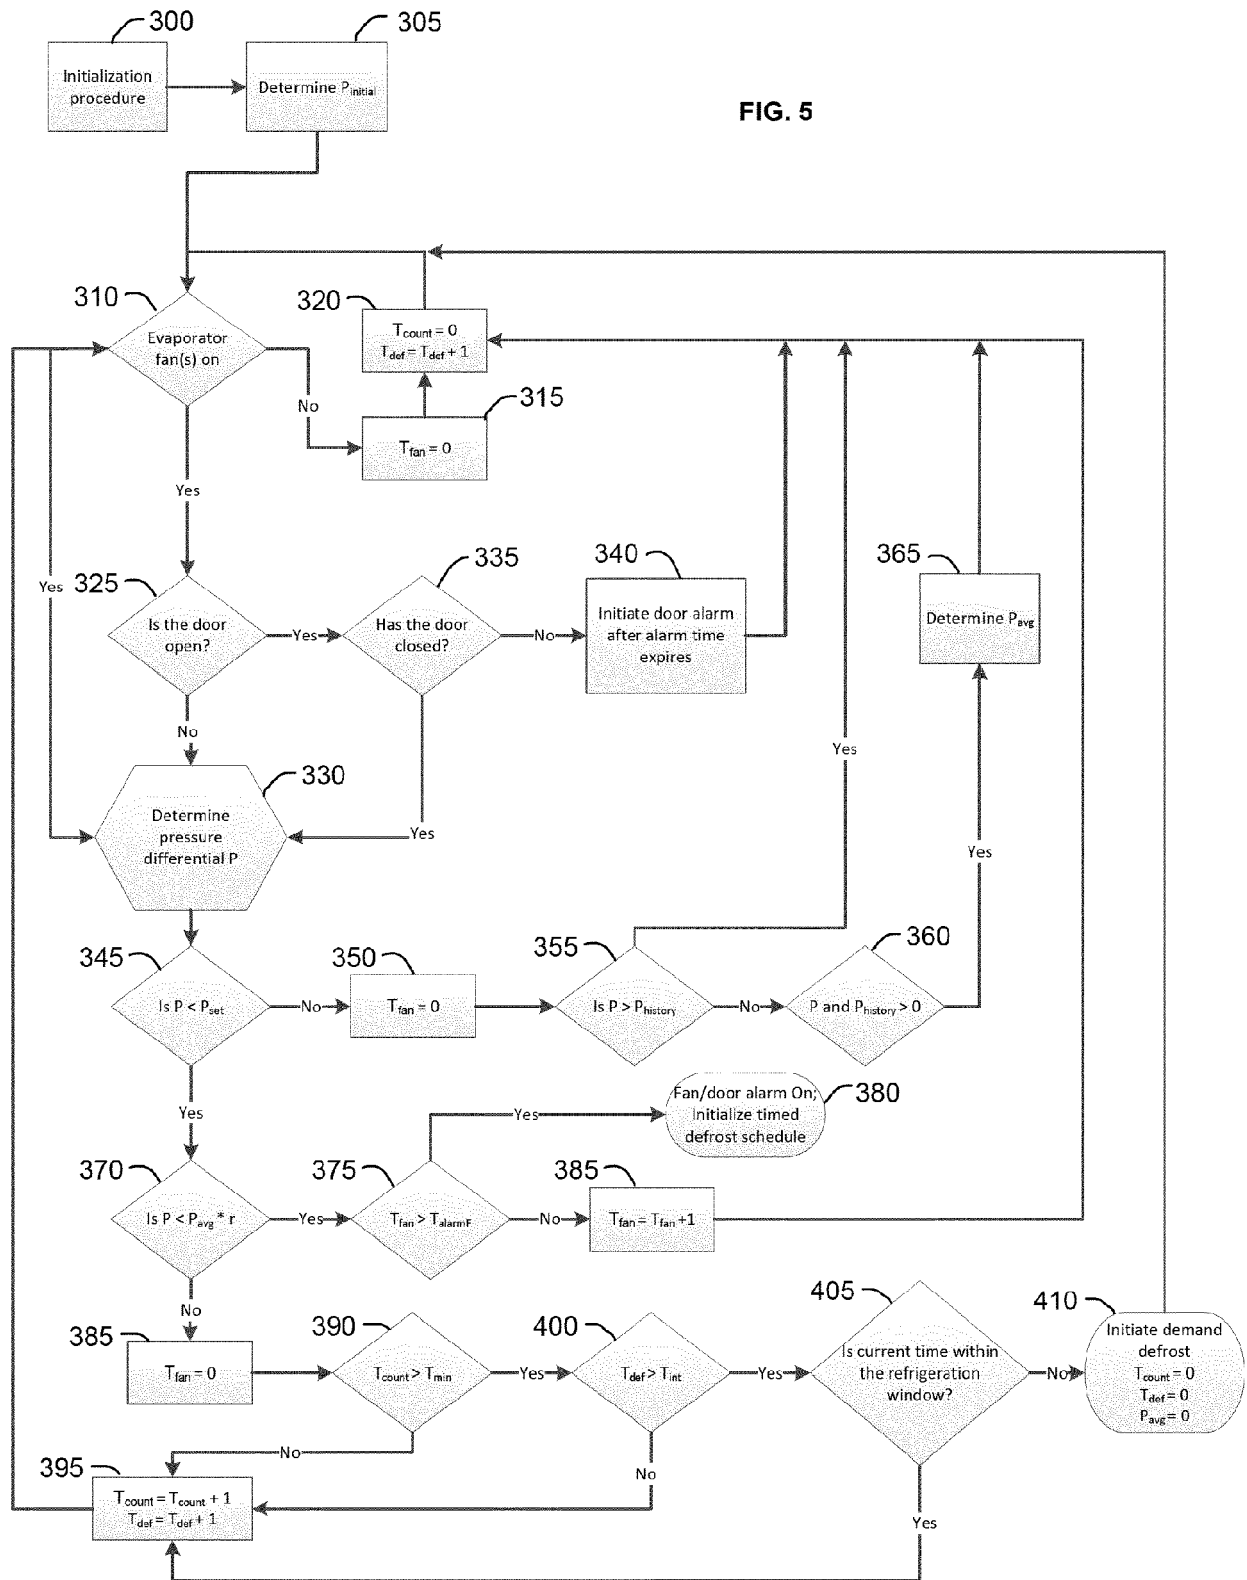 300
305
Initialization
procedure
Determine Pinitial
FIG. 5
310
Evaporator
fan(s) on
320
Tcount = 0
Tdef = Tdef + 1
No
315
Tfan = 0
Yes
Yes
325
Is the door
open?
Yes
335
Has the door
closed?
No
340
Initiate door alarm
after alarm time
expires
365
Determine Pavg
No
Yes
330
Determine
pressure
differential P
Yes
Yes
345
Is P < Pset
No
350
Tfan = 0
355
Is P > Phistory
No
360
P and Phistory > 0
Yes
Fan/door alarm On;
Initialize timed
defrost schedule
380
Yes
370
Is P < Pavg * r
Yes
375
Tfan > TalarmF
No
385
Tfan = Tfan +1
No
385
Tfan = 0
390
Tcount > Tmin
Yes
400
Tdef > Tint
Yes
405
Is current time within
the refrigeration
window?
No
410
Initiate demand
defrost
Tcount = 0
Tdef = 0
Pavg = 0
No
No
395
Tcount = Tcount + 1
Tdef = Tdef + 1
Yes